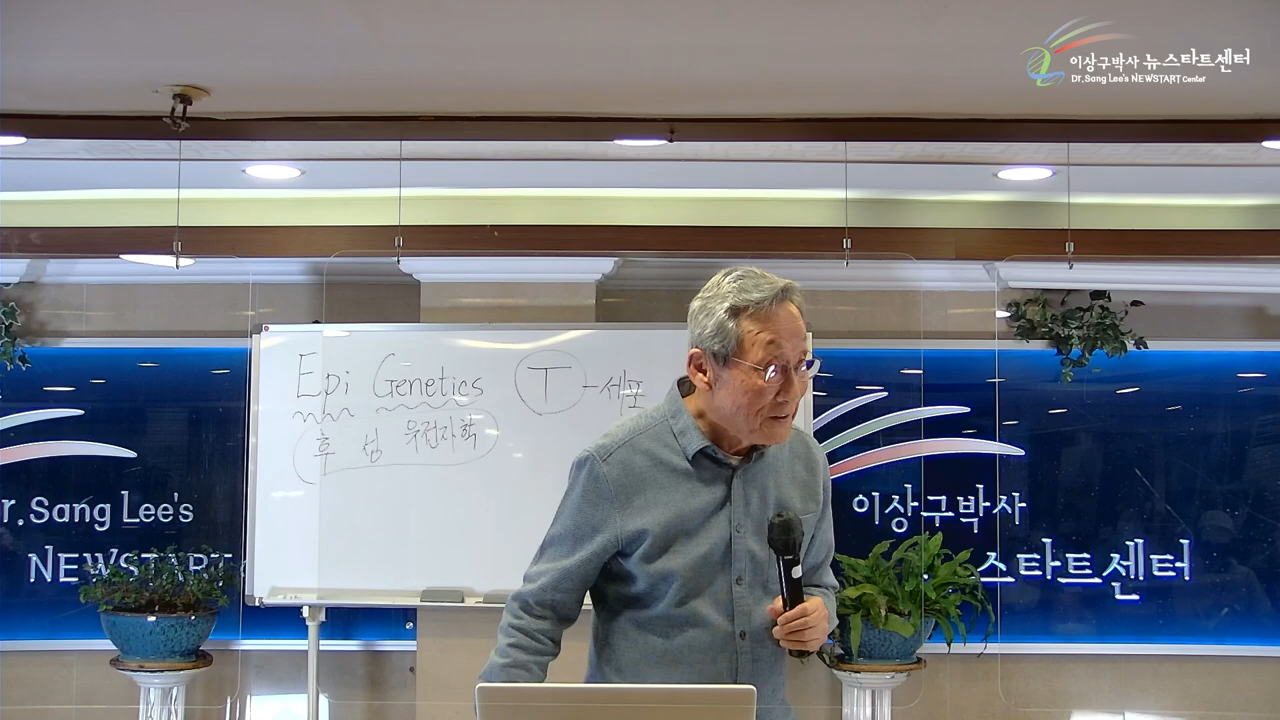 이상구박사 뉴스타트센터
Dr. Sang Lee's NEWSTART Center
Epi Genetics T-세포
후 성 유전자학
r. Sang Lee's
NEWSTART
이상구박사
스타트센터